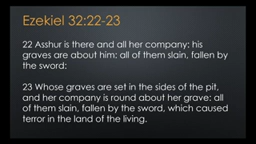 Ezekiel 32:22-23
22 Asshur is there and all her company: his
graves are about him: all of them slain, fallen by
the sword:
23 Whose graves are set in the sides of the pit,
and her company is round about her grave: all
of them slain, fallen by the sword, which caused
terror in the land of the living.